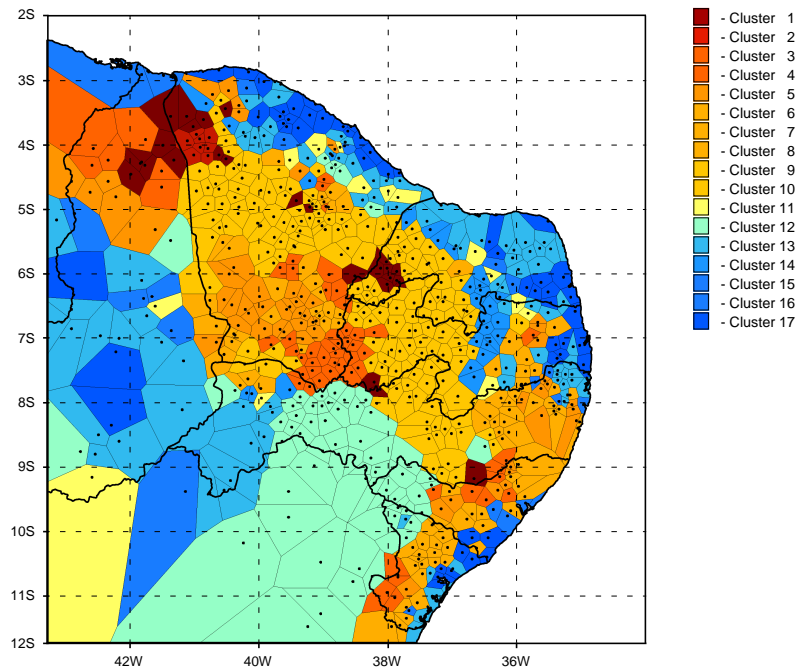 2S
3S
4S
5S
6S
7S
8S
9S
10S
11S
12S
42W 40W 38W 36W
- Cluster 1
- Cluster 2
- Cluster 3
- Cluster 4
- Cluster 5
- Cluster 6
- Cluster 7
- Cluster 8
- Cluster 9
- Cluster 10
- Cluster 11
- Cluster 12
- Cluster 13
- Cluster 14
- Cluster 15
- Cluster 16
- Cluster 17